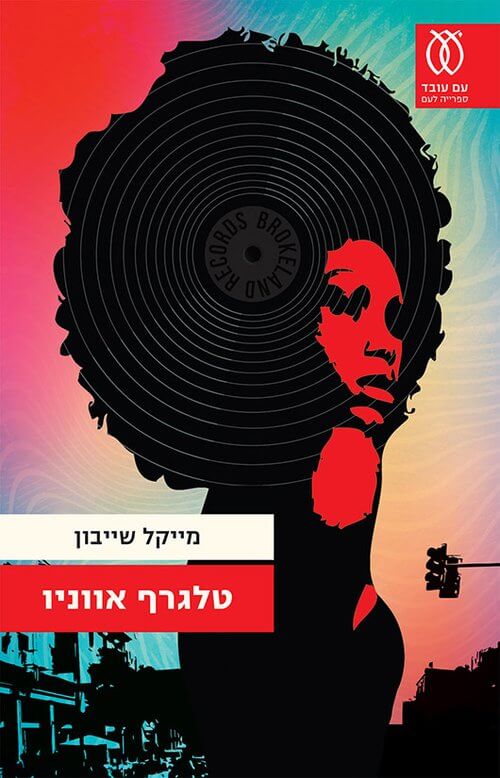 עם עובד
ספרייה לעם
BROKELAND
RECORDS
מייקל שייבון
טלגרף אווניו